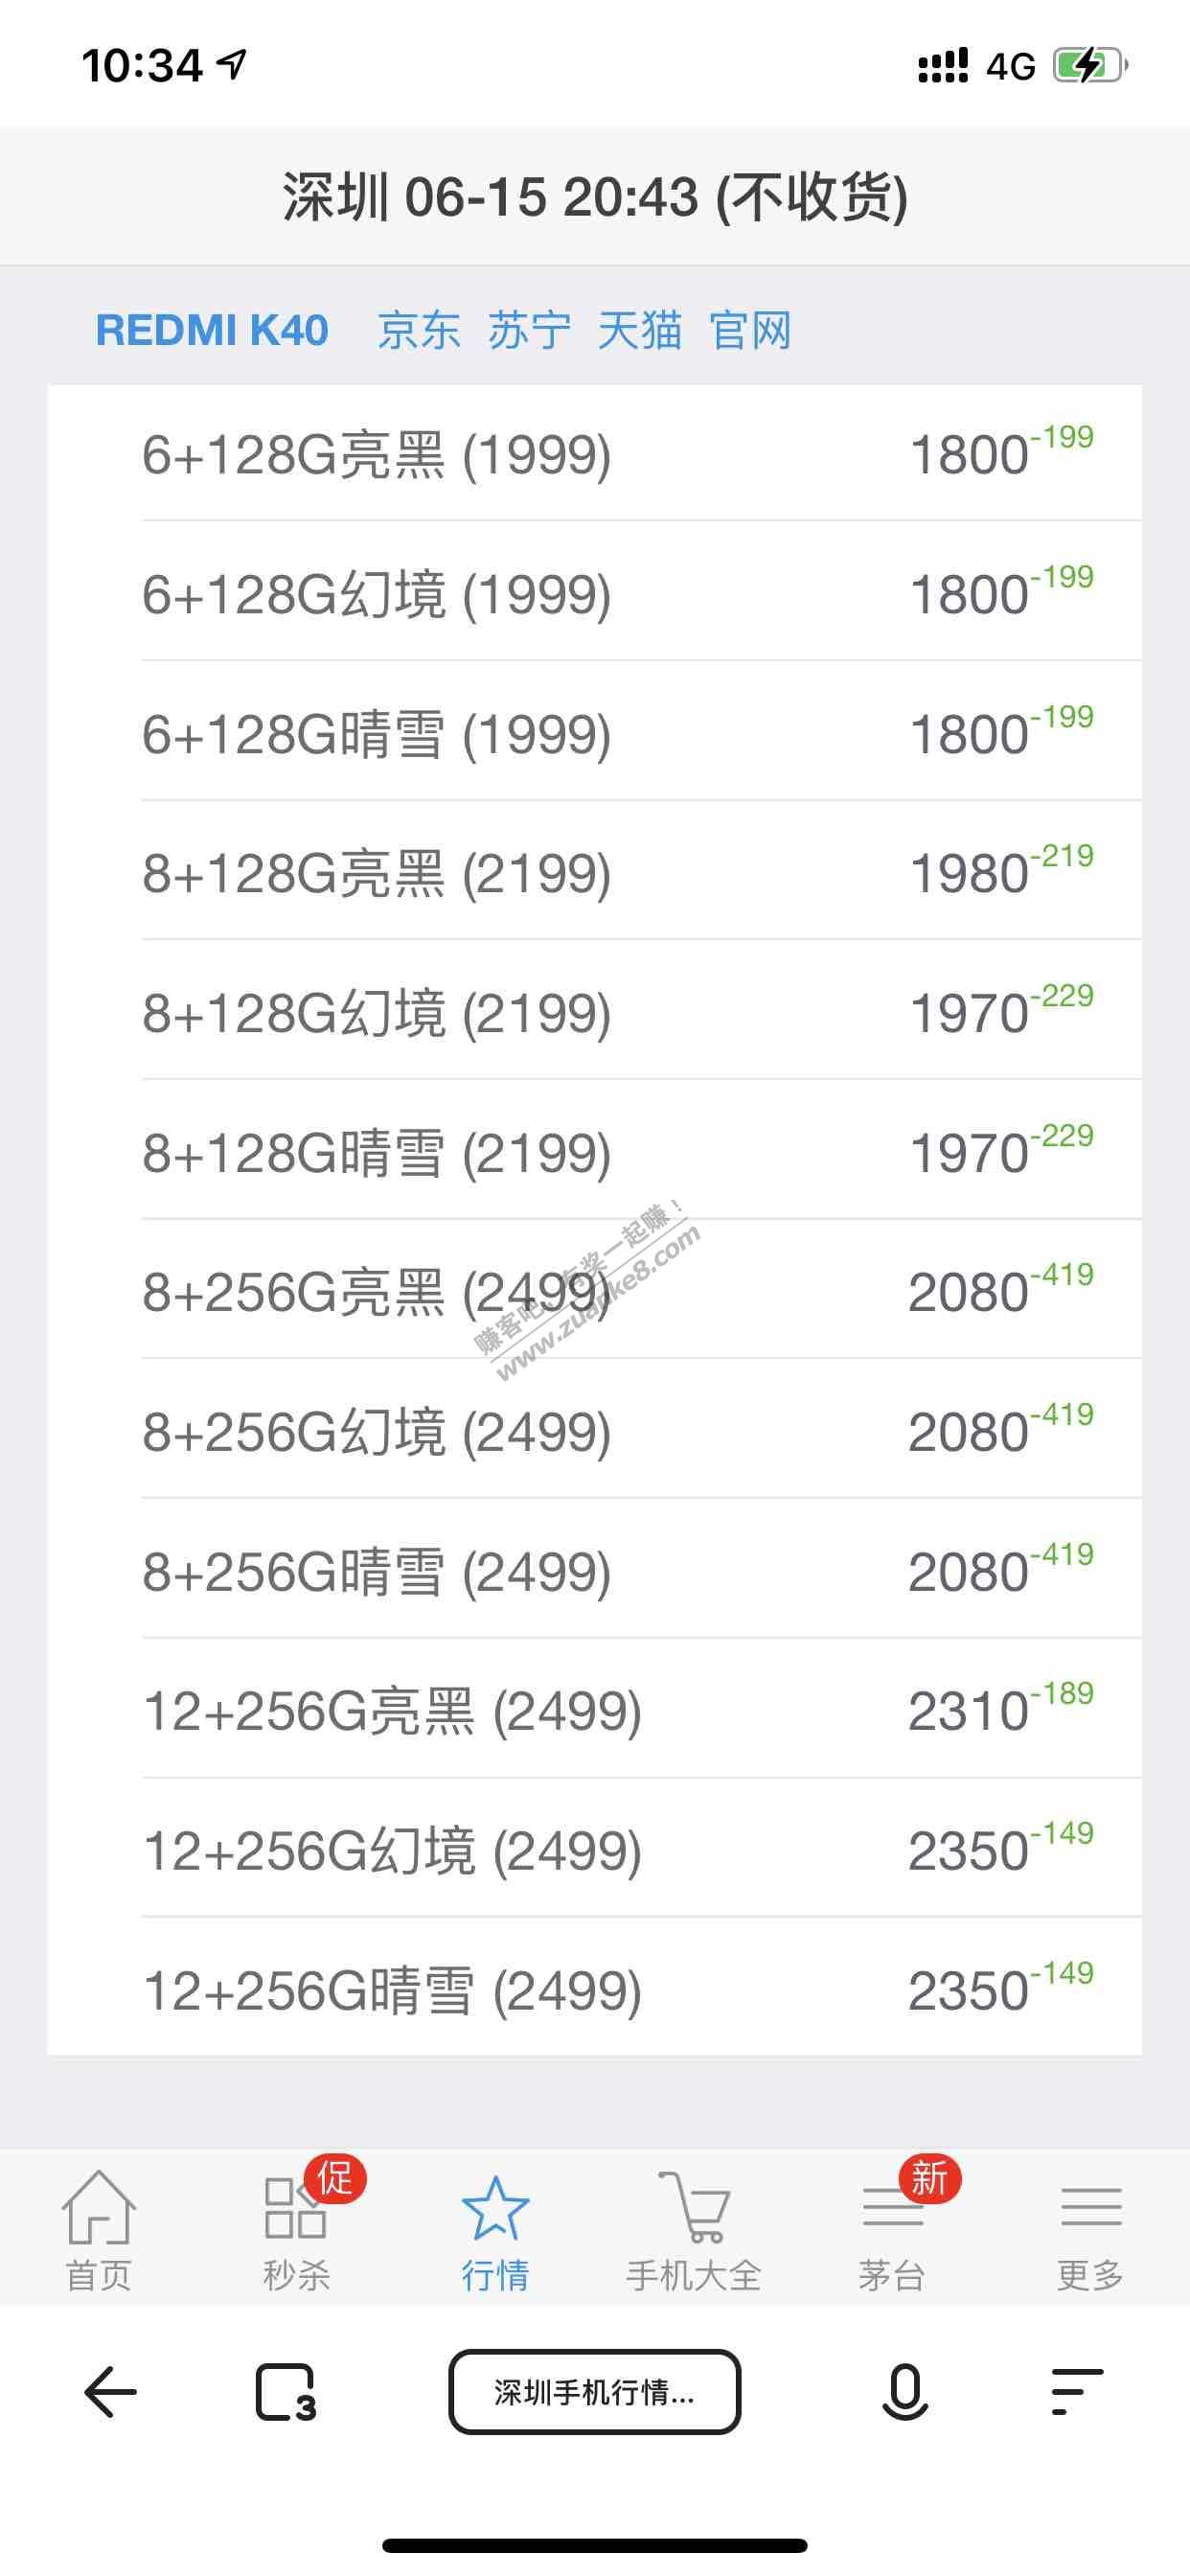 10:34 4G
深圳 06-15 20:43 (不收货)
REDMI K40 京东 苏宁 天猫 官网
6+128G亮黑 (1999) 1800 -199
6+128G幻境 (1999) 1800 -199
6+128G晴雪 (1999) 1800 -199
8+128G亮黑 (2199) 1980 -219
8+128G幻境 (2199) 1970 -229
8+128G晴雪 (2199) 1970 -229
8+256G亮黑 (2499) 2080 -419
赚客吧,有奖一起赚!
www.zuanke8.com
8+256G幻境 (2499) 2080 -419
8+256G晴雪 (2499) 2080 -419
12+256G亮黑 (2499) 2310 -189
12+256G幻境 (2499) 2350 -149
12+256G晴雪 (2499) 2350 -149
促 新
首页 秒杀 行情 手机大全 茅台 更多
3 深圳手机行情...